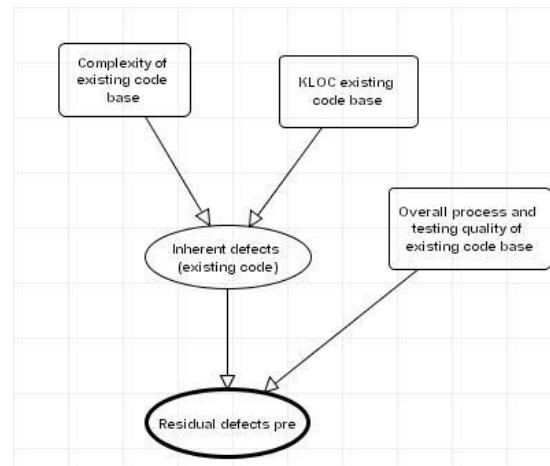 Complexity of
existing code
base
KLOC existing
code base
Overall process and
testing quality of
existing code base
Inherent defects
(existing code)
Residual defects pre